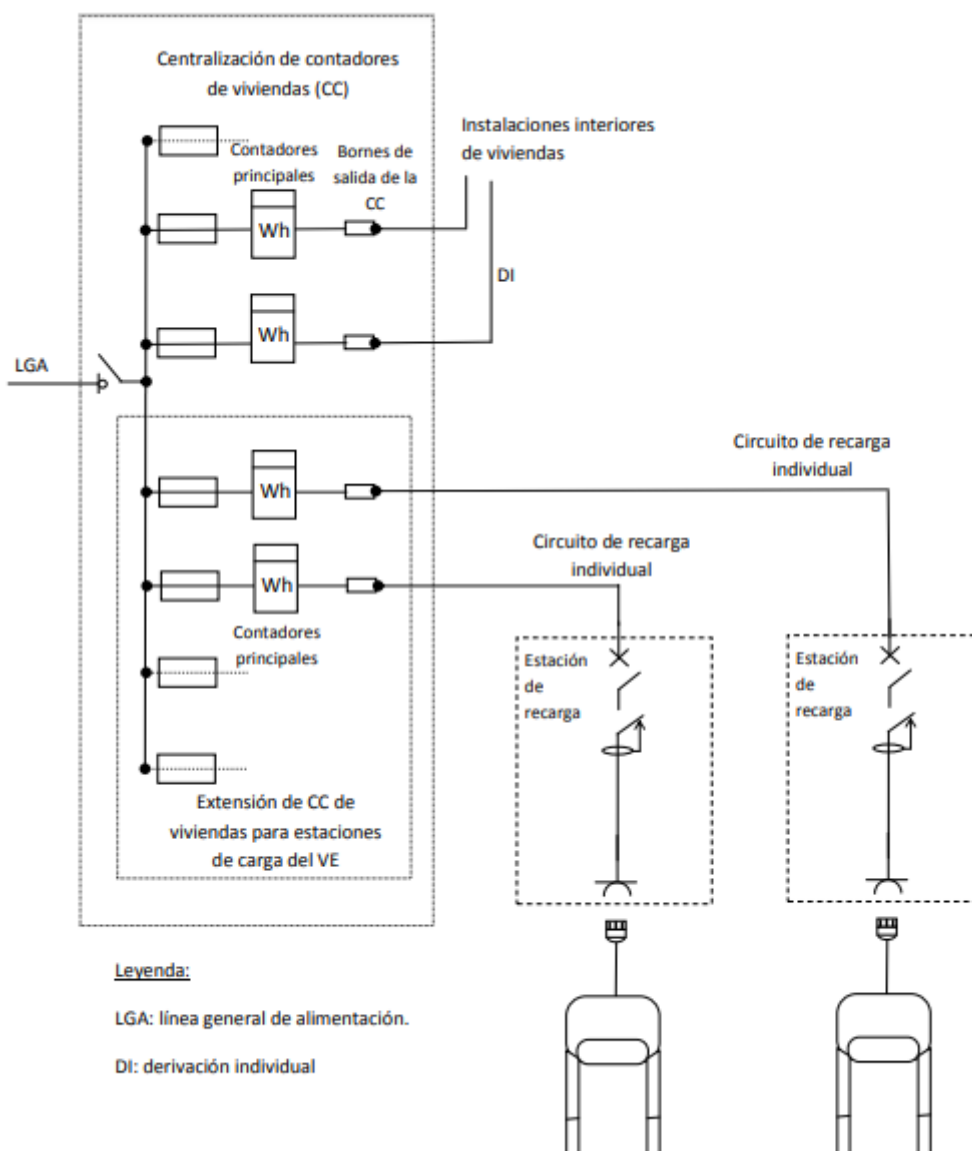 Centralización de contadores
de viviendas (CC)
Instalaciones interiores
de viviendas
Contadores
principales
Bornes de
salida de la
CC
Wh
DI
Wh
LGA
Circuito de recarga
individual
Wh
Circuito de recarga
individual
Wh
Contadores
principales
Estación
de
recarga
Estación
de
recarga
Extensión de CC de
viviendas para estaciones
de carga del VE
Leyenda:
LGA: línea general de alimentación.
DI: derivación individual